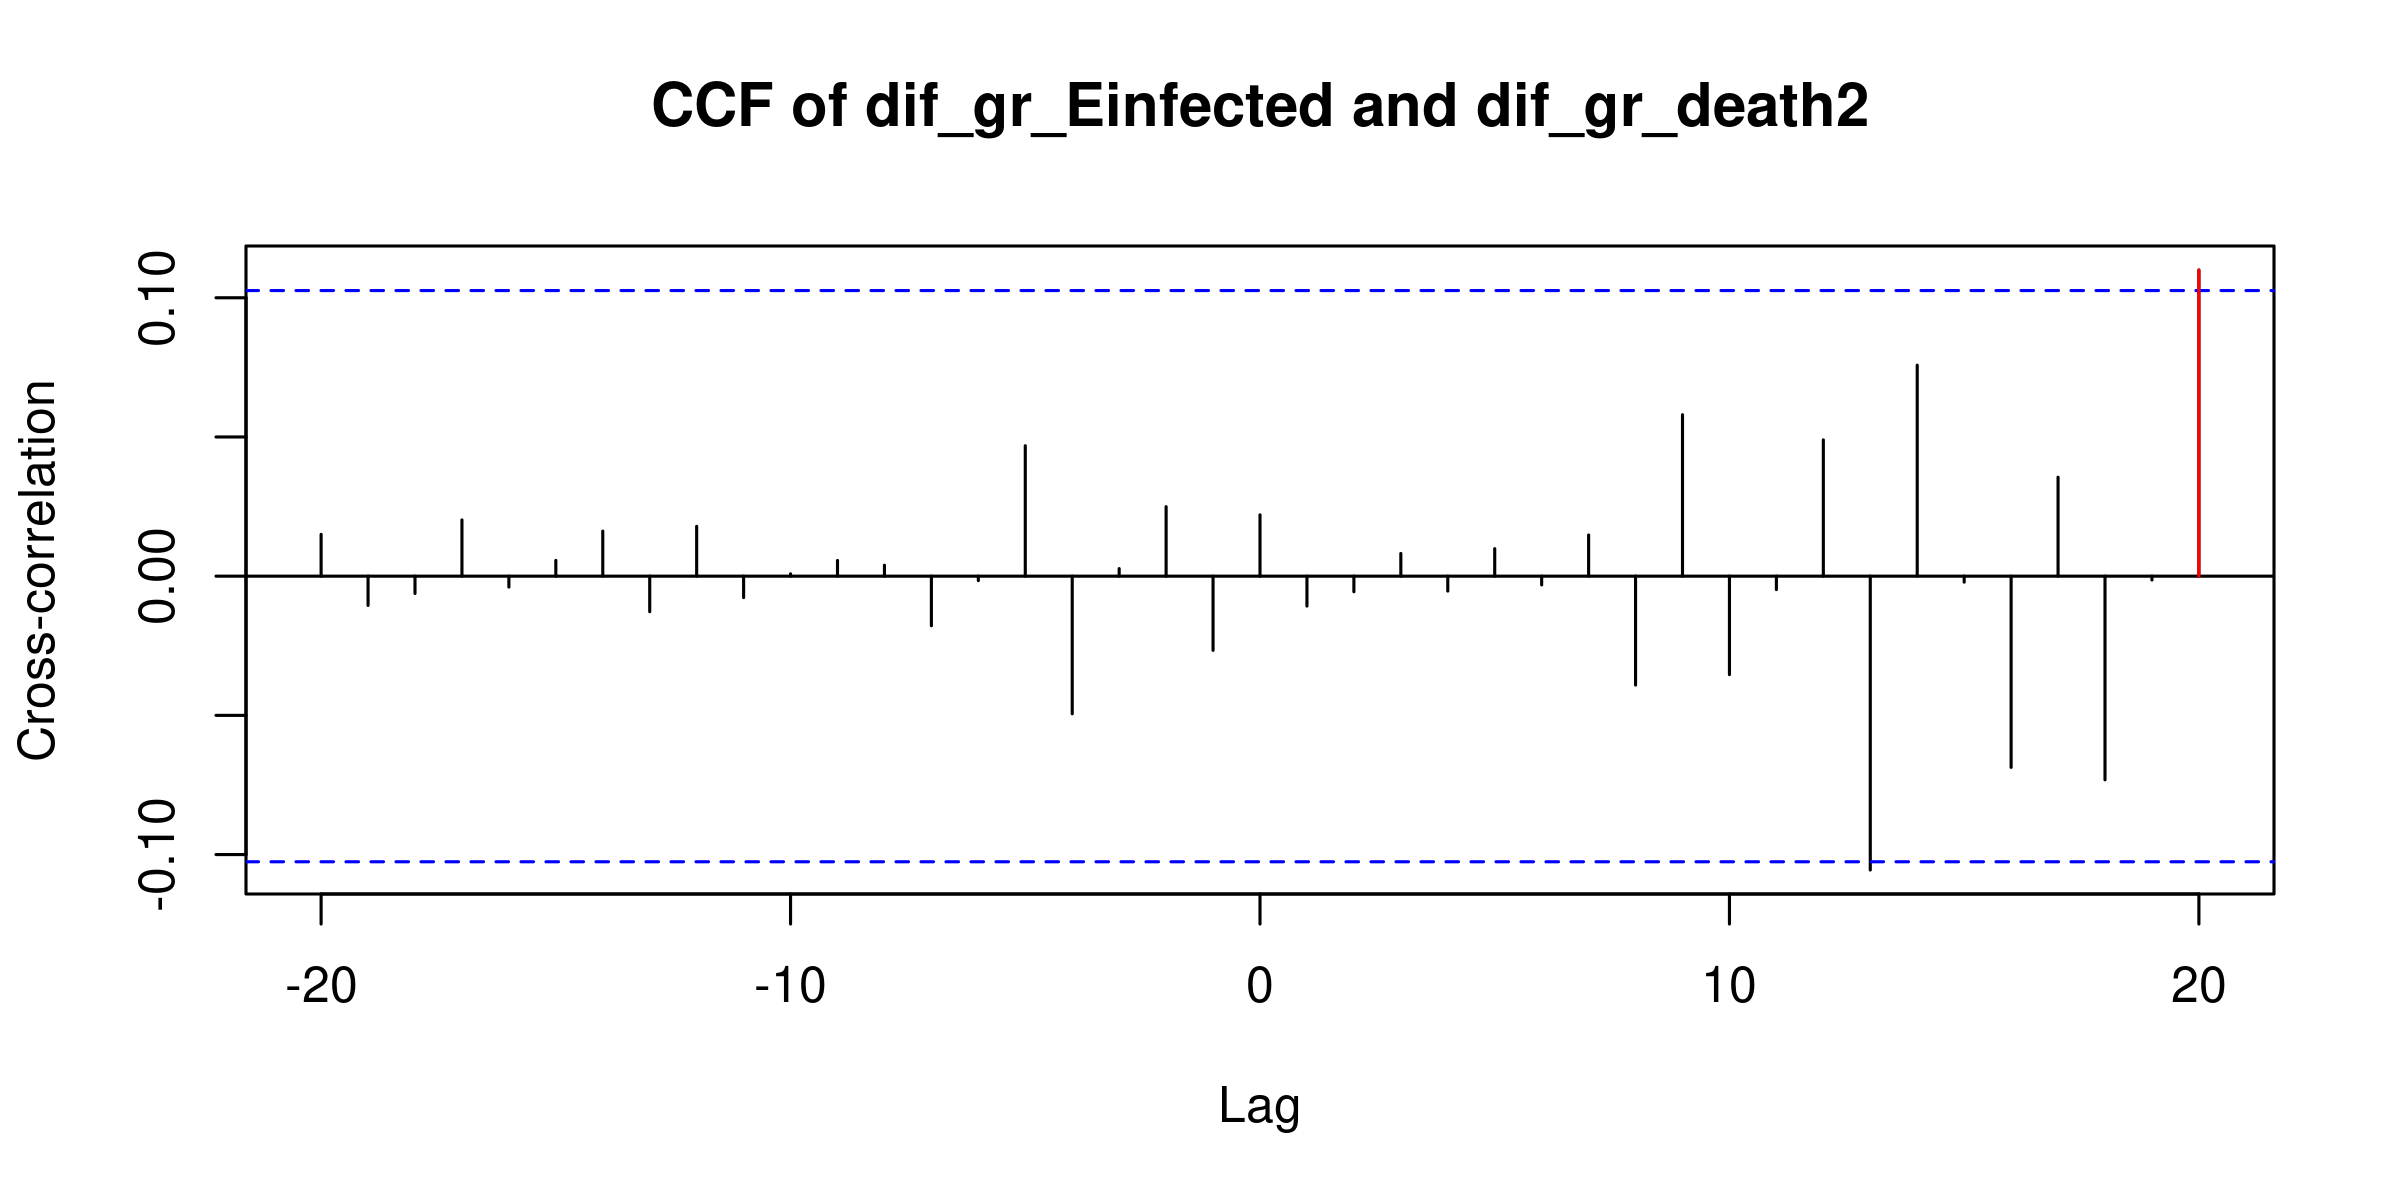 CCF of dif_gr_Einfected and dif_gr_death2
Cross-correlation
0.10
0.00
-0.10
-20 -10 0 10 20
Lag